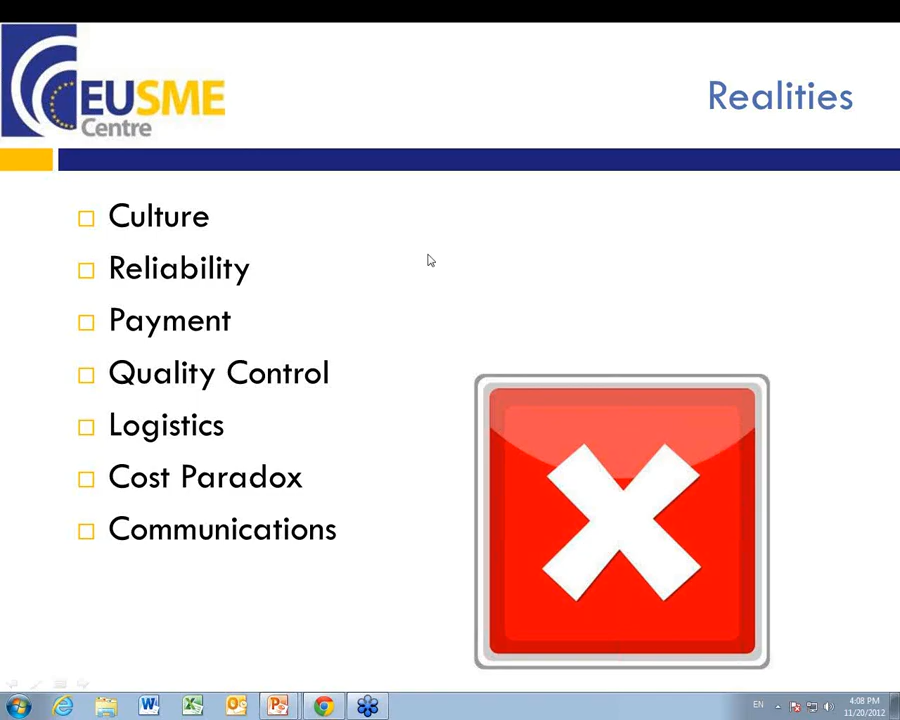 EUSME
Centre
Realities
Culture
Reliability
Payment
Quality Control
Logistics
Cost Paradox
Communications
EN
4:08 PM
11/20/2012